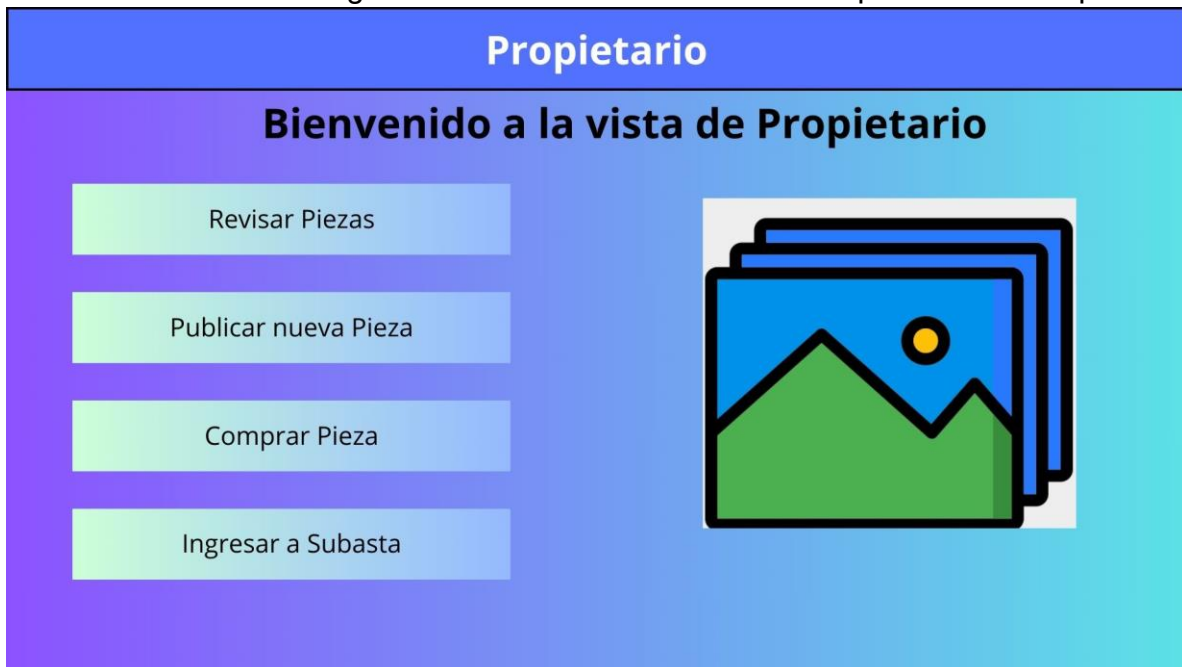 Propietario
Bienvenido a la vista de Propietario
Revisar Piezas
Publicar nueva Pieza
Comprar Pieza
Ingresar a Subasta